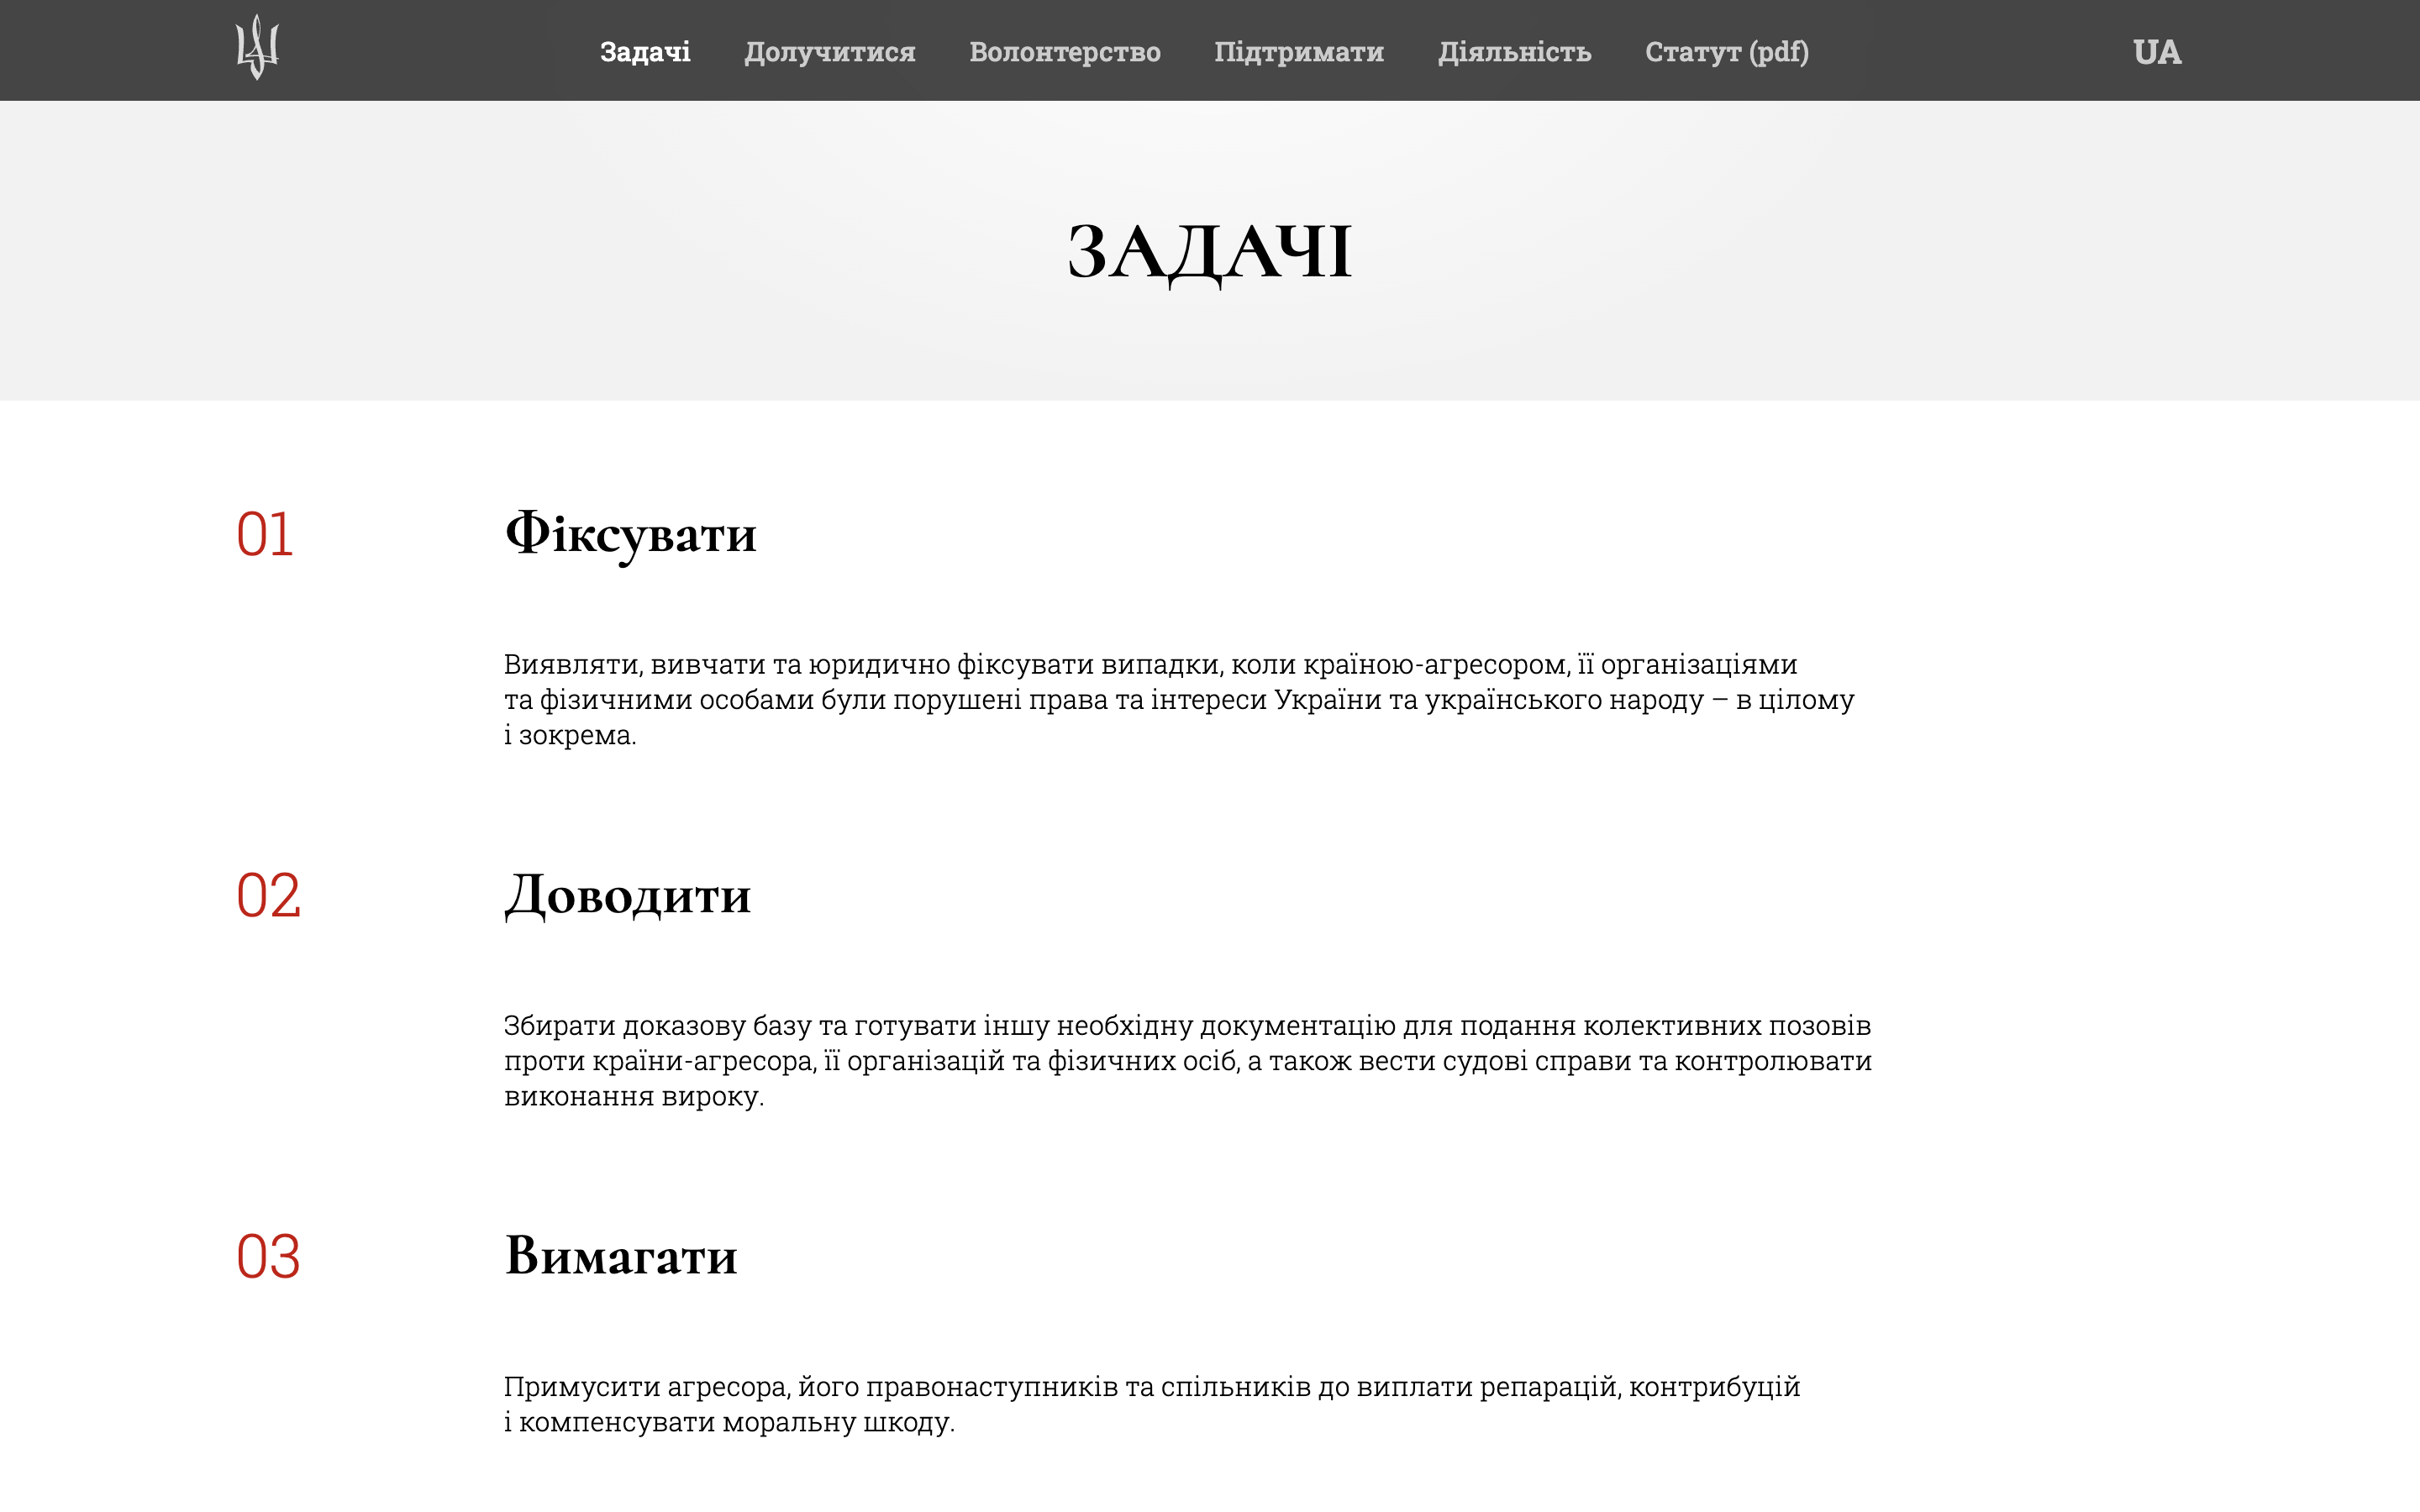 Задачі Долучитися Волонтерство Підтримати Діяльність Статут (pdf) UA
ЗАДАЧІ
01 Фіксувати
Виявляти, вивчати та юридично фіксувати випадки, коли країною-агресором, її організаціями
та фізичними особами були порушені права та інтереси України та українського народу – в цілому
і зокрема.
02 Доводити
Збирати доказову базу та готувати іншу необхідну документацію для подання колективних позовів
проти країни-агресора, її організацій та фізичних осіб, а також вести судові справи та контролювати
виконання вироку.
03 Вимагати
Примусити агресора, його правонаступників та спільників до виплати репарацій, контрибуцій
і компенсувати моральну шкоду.